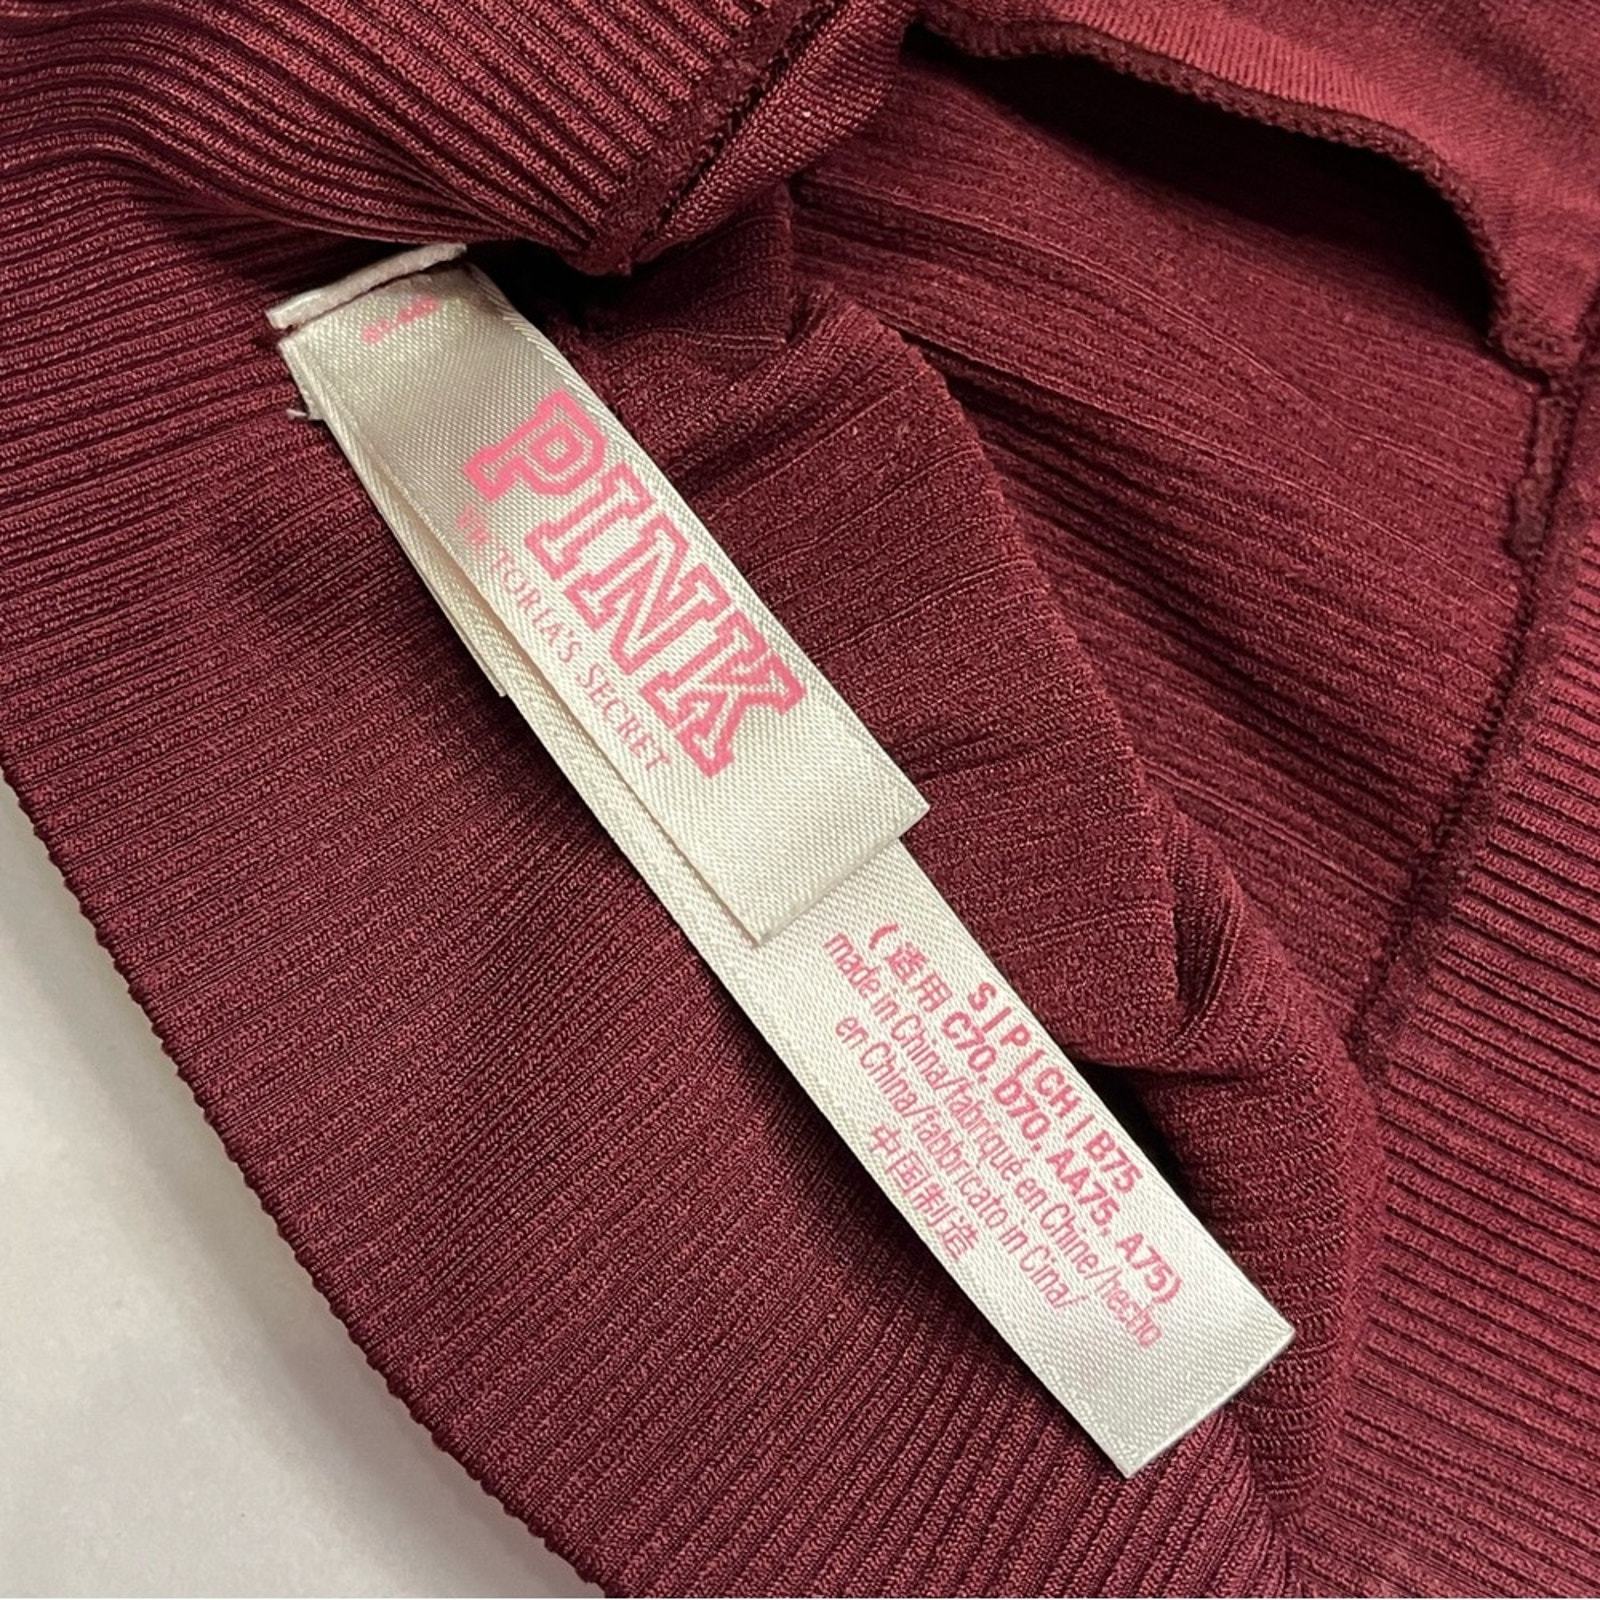 PINK
VICTORIA'S SECRET
S | P | CH | B75
(适用 C70, D70, AA75, A75)
made in China/fabriqué en Chine/hecho
en China/fabbricato in Cina/
中国制造